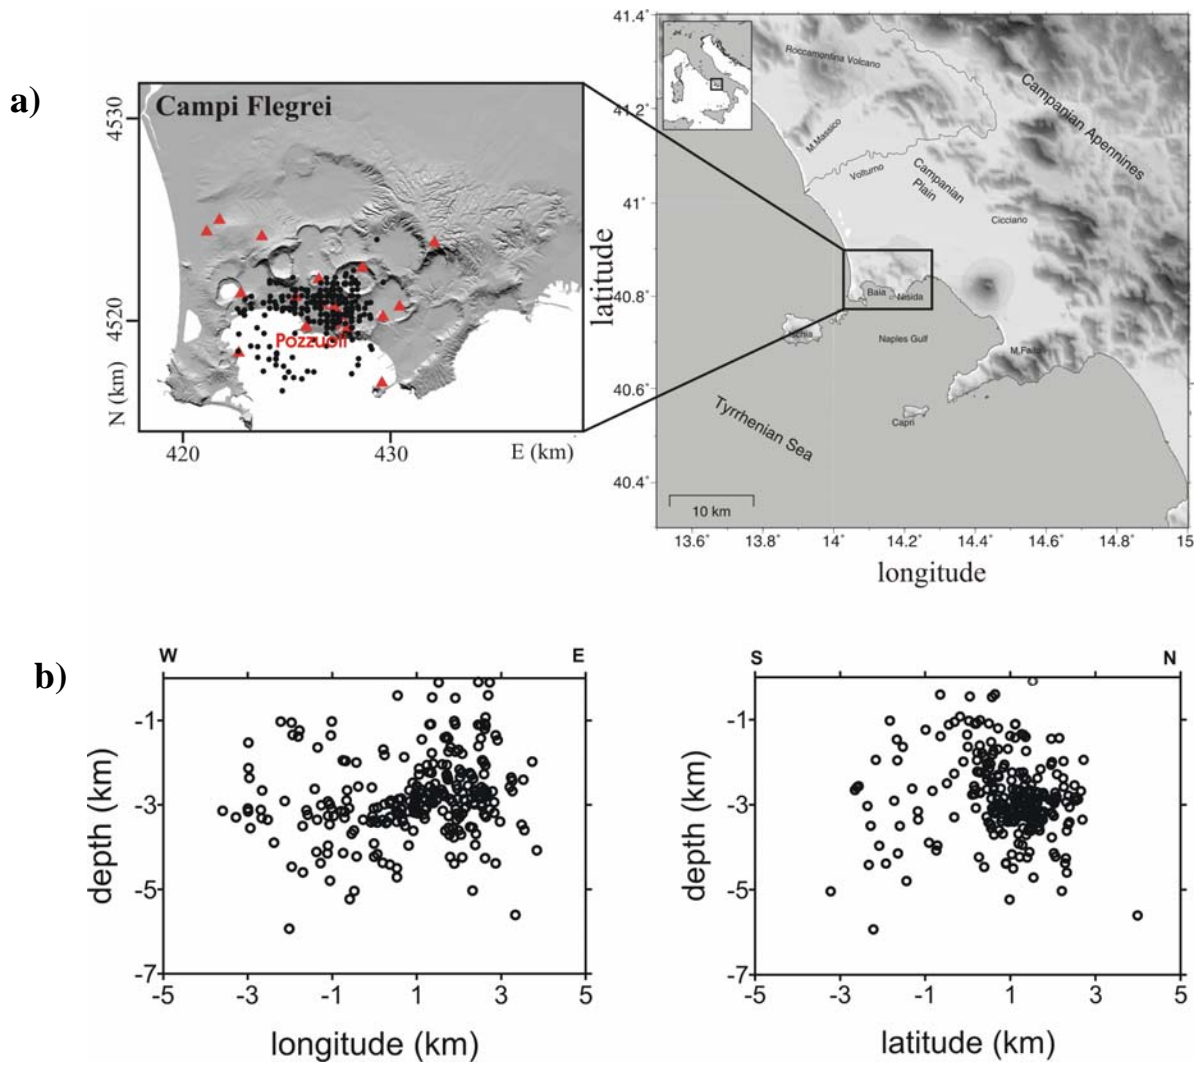 a)
Campi Flegrei
4530
4520
N (km)
Pozzuoli
420
430
E (km)
41.4°
41.2°
41°
40.8°
40.6°
40.4°
latitude
Roccamonfina Volcano
Campanian Apennines
M.Massico
Volturno
Campanian
Plain
Cicciano
Baia
Nisida
Naples Gulf
Capri
Tyrrhenian Sea
10 km
13.6°
13.8°
14°
14.2°
14.4°
14.6°
14.8°
15
longitude
b)
W
E
-1
-3
-5
-7
depth (km)
-5
-3
-1
1
3
5
longitude (km)
S
N
-1
-3
-5
-7
depth (km)
-5
-3
-1
1
3
5
latitude (km)